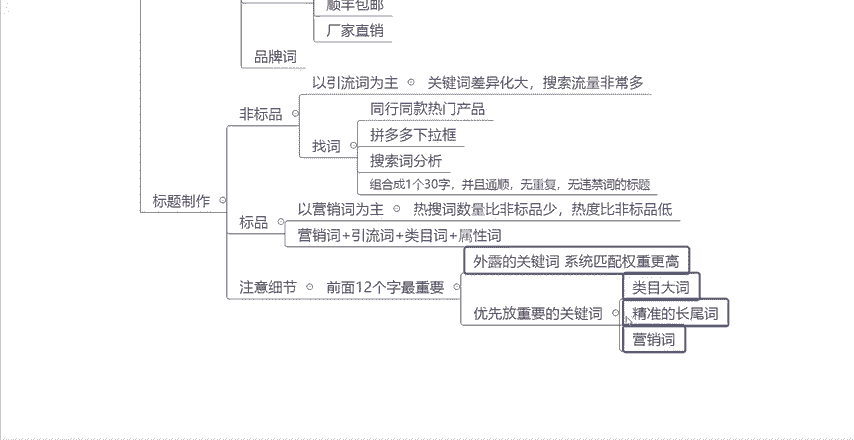 顺丰包邮
厂家直销
品牌词
以引流词为主 关键词差异化大，搜索流量非常多
非标品
同行同款热门产品
拼多多下拉框
找词
搜索词分析
组合成1个30字，并且通顺，无重复，无违禁词的标题
标题制作
以营销词为主 热搜词数量比非标品少，热度比非标品低
标品
营销词+引流词+类目词+属性词
外露的关键词 系统匹配权重更高
注意细节 前面12个字最重要
类目大词
优先放重要的关键词 精准的长尾词
营销词